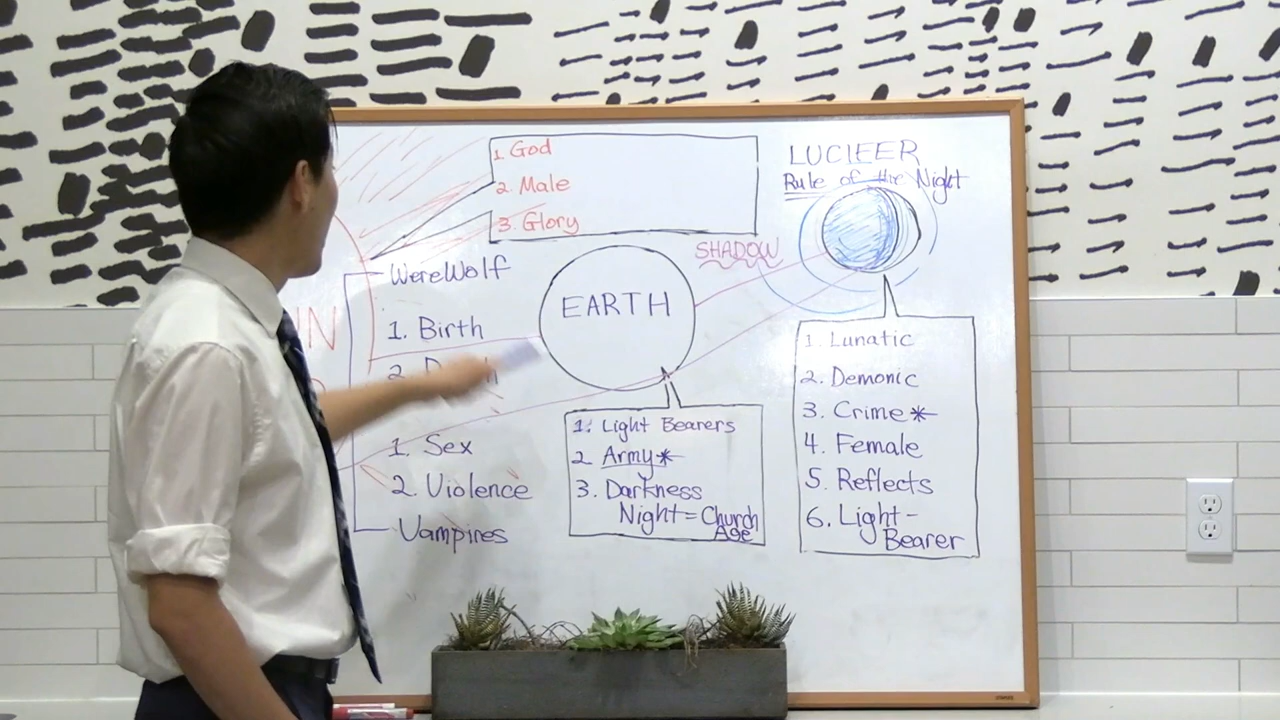 1. God
2. Male
3. Glory
LUCIFER
Rule of the Night
SHADOW
WereWolf
1. Birth
2.
EARTH
1. Sex
2. Violence
Vampires
1. Light Bearers
2 Army*
3. Darkness
Night = Church
Age
1. Lunatic
2. Demonic
3. Crime*
4. Female
5. Reflects
6. Light-
Bearer